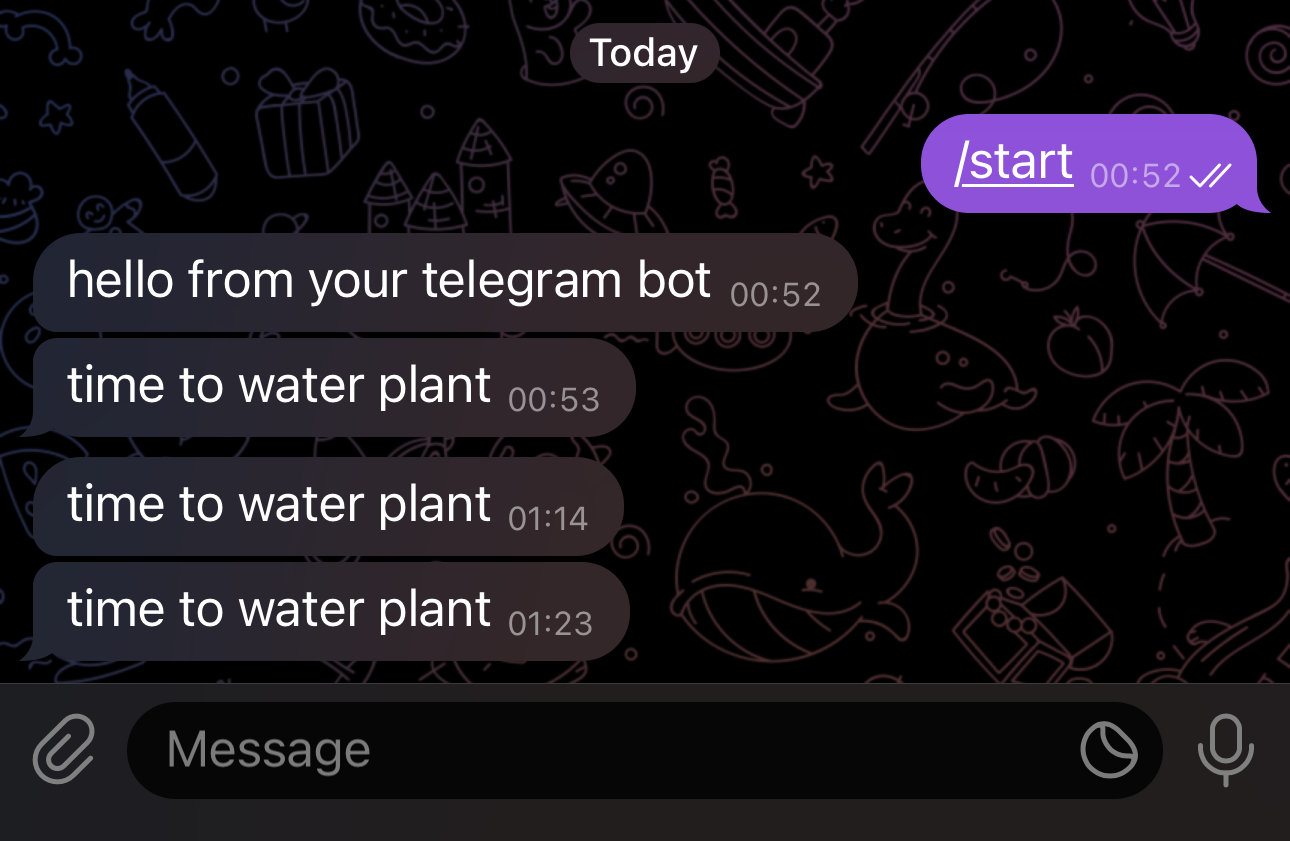 Today
/start 00:52
hello from your telegram bot 00:52
time to water plant 00:53
time to water plant 01:14
time to water plant 01:23
Message